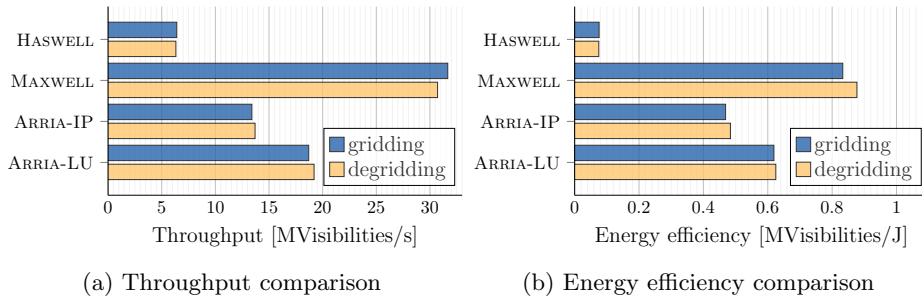 HASWELL
MAXWELL
ARRIA-IP
ARRIA-LU
gridding
degridding
0 5 10 15 20 25 30
Throughput [MVisibilities/s]
(a) Throughput comparison
HASWELL
MAXWELL
ARRIA-IP
ARRIA-LU
gridding
degridding
0 0.2 0.4 0.6 0.8 1
Energy efficiency [MVisibilities/J]
(b) Energy efficiency comparison